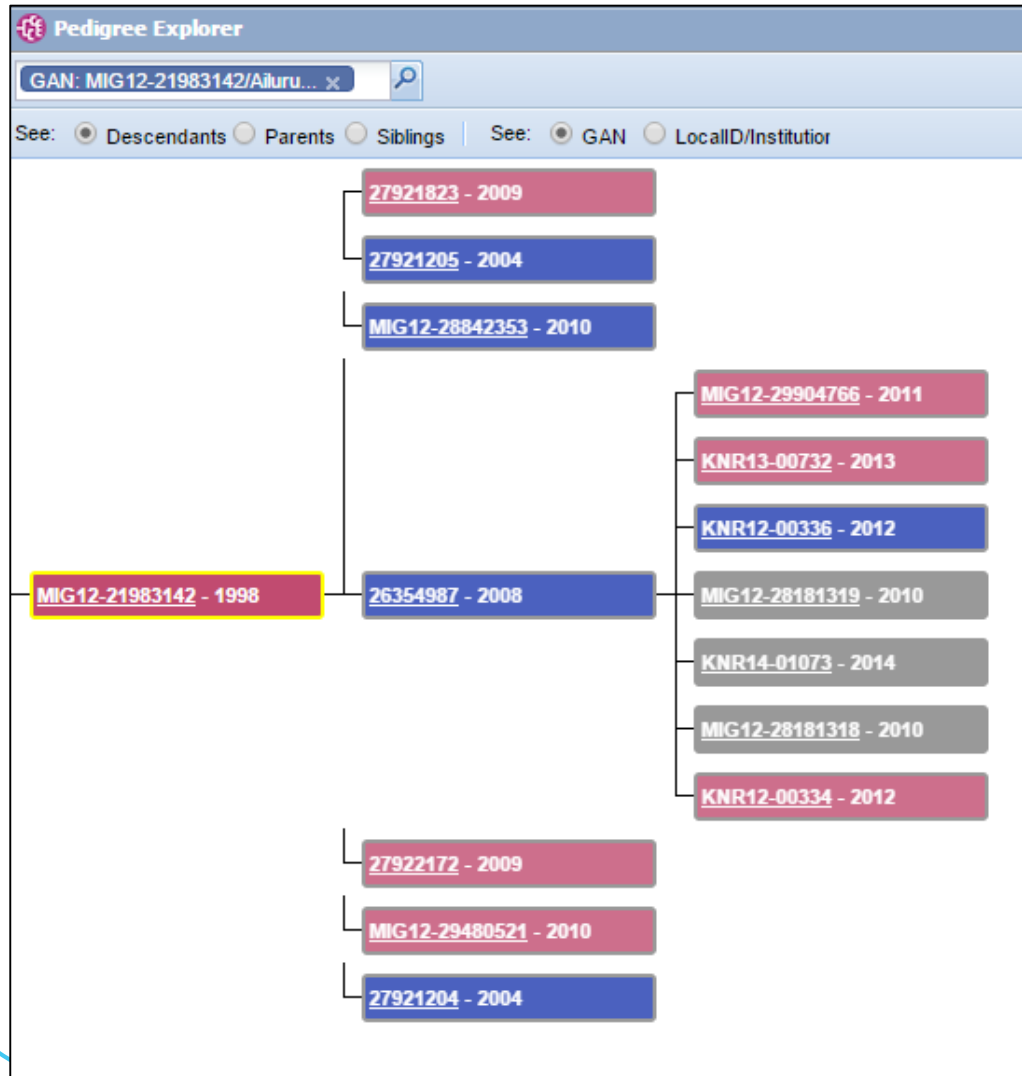 Pedigree Explorer
GAN: MIG12-21983142/Ailuru... x
See: Descendants Parents Siblings See: GAN LocalID/Institution
27921823 - 2009
27921205 - 2004
MIG12-28842353 - 2010
MIG12-29904766 - 2011
KNR13-00732 - 2013
KNR12-00336 - 2012
MIG12-21983142 - 1998
26354987 - 2008
MIG12-28181319 - 2010
KNR14-01073 - 2014
MIG12-28181318 - 2010
KNR12-00334 - 2012
27922172 - 2009
MIG12-29480521 - 2010
27921204 - 2004